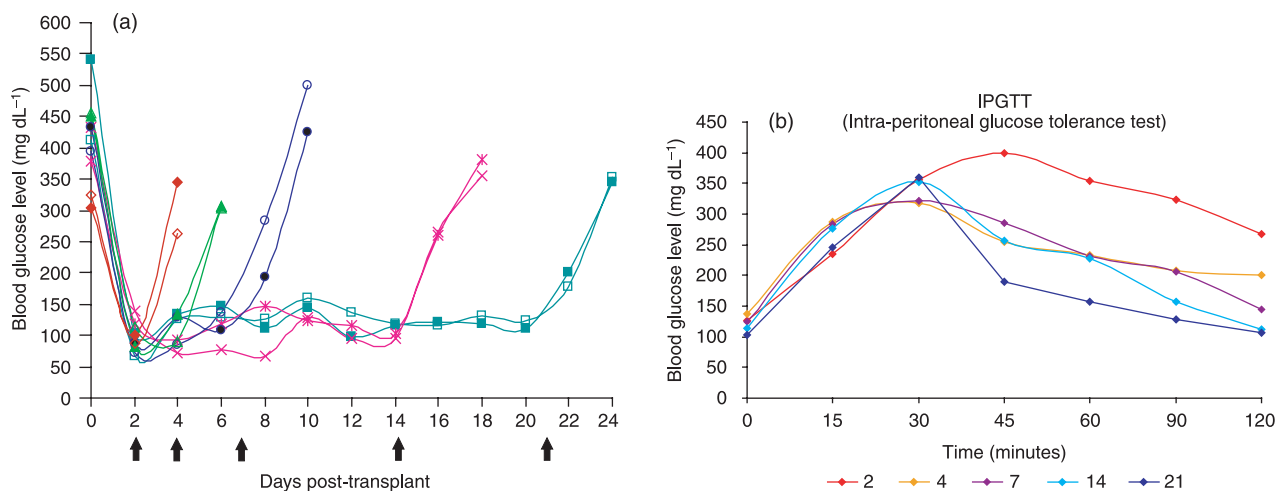 (a)
600
550
500
450
400
350
300
250
200
150
100
50
0
Blood glucose level (mg dL⁻¹)
0 2 4 6 8 10 12 14 16 18 20 22 24
Days post-transplant
IPGTT
(Intra-peritoneal glucose tolerance test)
(b)
450
400
350
300
250
200
150
100
50
0
Blood glucose level (mg dL⁻¹)
0 15 30 45 60 90 120
Time (minutes)
2 4 7 14 21